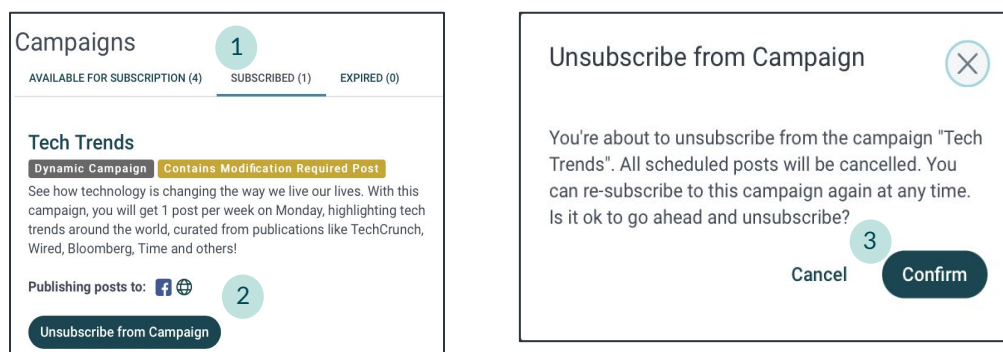 Campaigns
1
AVAILABLE FOR SUBSCRIPTION (4) SUBSCRIBED (1) EXPIRED (0)
Tech Trends
Dynamic Campaign Contains Modification Required Post
See how technology is changing the way we live our lives. With this
campaign, you will get 1 post per week on Monday, highlighting tech
trends around the world, curated from publications like TechCrunch,
Wired, Bloomberg, Time and others!
Publishing posts to:
2
Unsubscribe from Campaign
Unsubscribe from Campaign
You're about to unsubscribe from the campaign "Tech
Trends". All scheduled posts will be cancelled. You
can re-subscribe to this campaign again at any time.
Is it ok to go ahead and unsubscribe?
3
Cancel Confirm